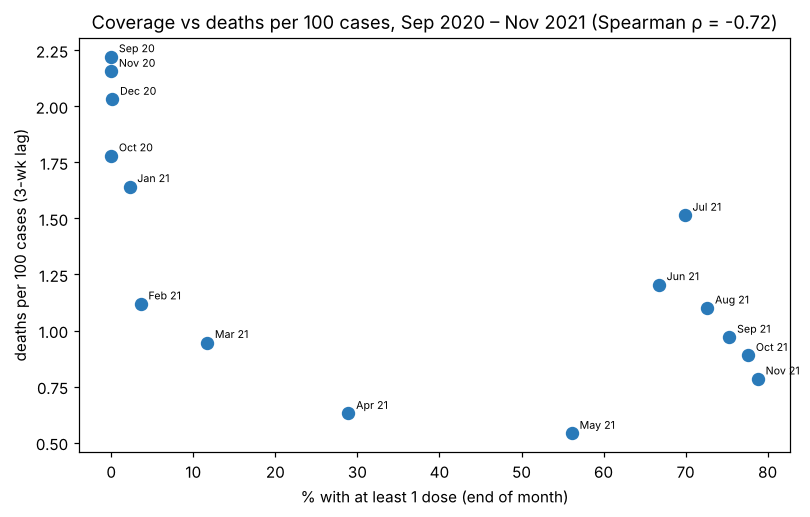 Coverage vs deaths per 100 cases, Sep 2020 – Nov 2021 (Spearman ρ = -0.72)
deaths per 100 cases (3-wk lag)
2.25
2.00
1.75
1.50
1.25
1.00
0.75
0.50
Sep 20
Nov 20
Dec 20
Oct 20
Jan 21
Jul 21
Jun 21
Feb 21
Aug 21
Mar 21
Sep 21
Oct 21
Nov 21
Apr 21
May 21
0 10 20 30 40 50 60 70 80
% with at least 1 dose (end of month)